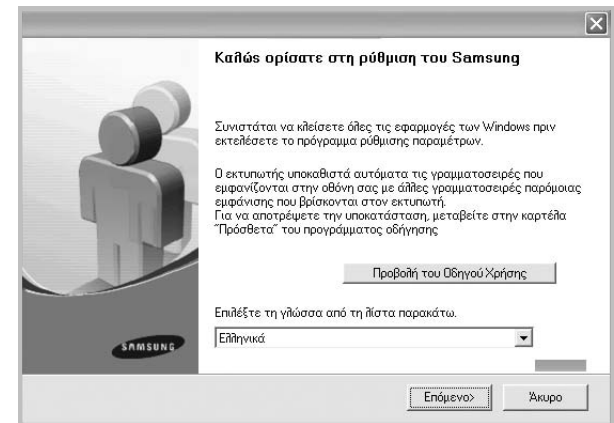 Καλώς ορίσατε στη ρύθμιση του Samsung
Συνιστάται να κλείσετε όλες τις εφαρμογές των Windows πριν
εκτελέσετε το πρόγραμμα ρύθμισης παραμέτρων.
Ο εκτυπωτής υποκαθιστά αυτόματα τις γραμματοσειρές που
εμφανίζονται στην οθόνη σας με άλλες γραμματοσειρές παρόμοιας
εμφάνισης που βρίσκονται στον εκτυπωτή.
Για να αποτρέψετε την υποκατάσταση, μεταβείτε στην καρτέλα
"Πρόσθετα" του προγράμματος οδήγησης
Προβολή του Οδηγού Χρήσης
Επιλέξτε τη γλώσσα από τη λίστα παρακάτω.
Ελληνικά
SAMSUNG
Επόμενο>
Άκυρο